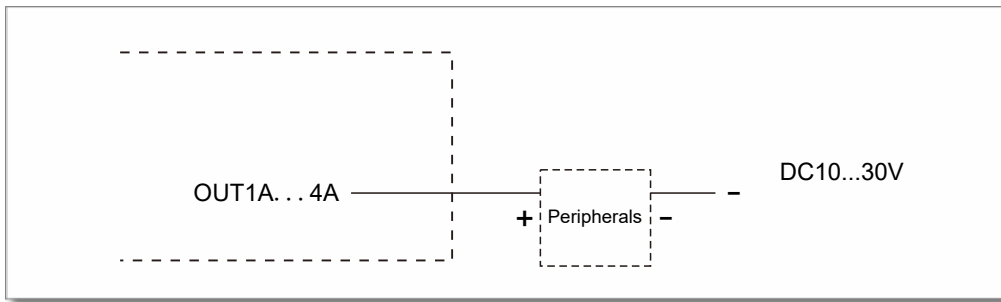 DC10...30V
OUT1A. . . 4A
–
+ Peripherals –